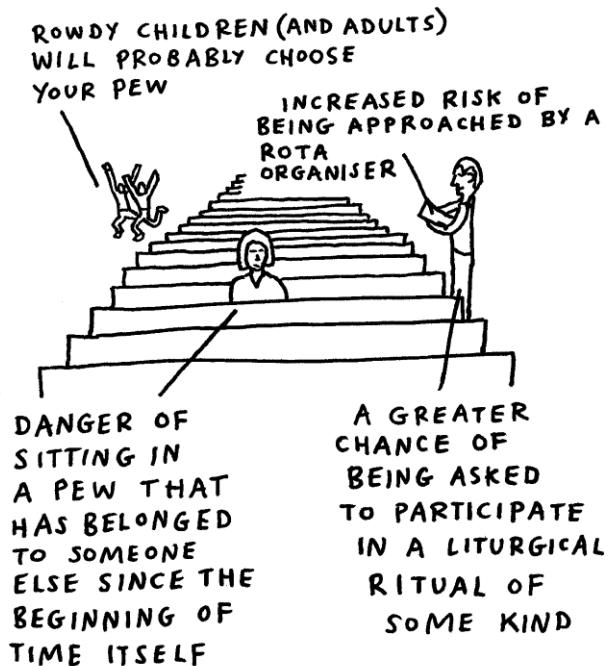 ROWDY CHILDREN (AND ADULTS)
WILL PROBABLY CHOOSE
YOUR PEW
INCREASED RISK OF
BEING APPROACHED BY A
ROTA
ORGANISER
DANGER OF
SITTING IN
A PEW THAT
HAS BELONGED
TO SOMEONE
ELSE SINCE THE
BEGINNING OF
TIME ITSELF
A GREATER
CHANCE OF
BEING ASKED
TO PARTICIPATE
IN A LITURGICAL
RITUAL OF
SOME KIND